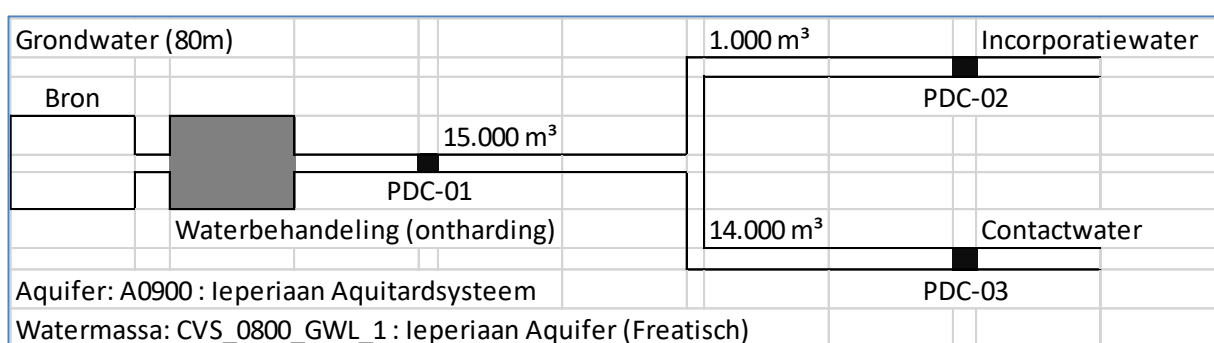 Grondwater (80m) 1.000 m³ Incorporatiewater
Bron PDC-02
15.000 m³
PDC-01
Waterbehandeling (ontharding) 14.000 m³ Contactwater
Aquifer: A0900 : Ieperiaan Aquitardsysteem PDC-03
Watermassa: CVS_0800_GWL_1 : Ieperiaan Aquifer (Freatisch)